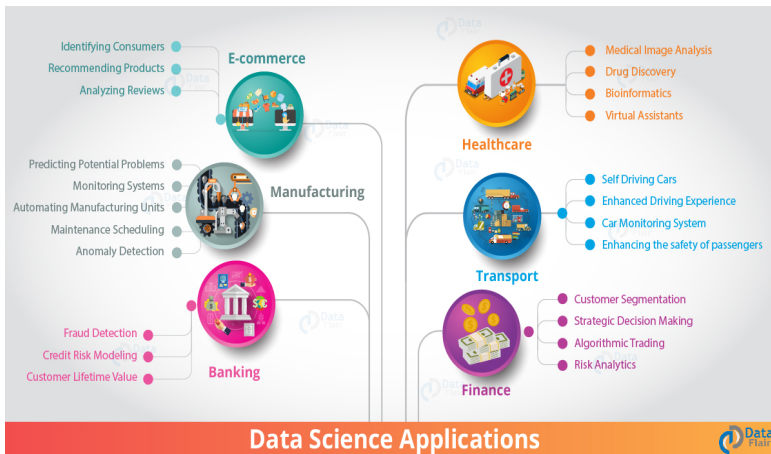 E-commerce
Identifying Consumers
Recommending Products
Analyzing Reviews
Manufacturing
Predicting Potential Problems
Monitoring Systems
Automating Manufacturing Units
Maintenance Scheduling
Anomaly Detection
Banking
Fraud Detection
Credit Risk Modeling
Customer Lifetime Value
Healthcare
Medical Image Analysis
Drug Discovery
Bioinformatics
Virtual Assistants
Transport
Self Driving Cars
Enhanced Driving Experience
Car Monitoring System
Enhancing the safety of passengers
Finance
Customer Segmentation
Strategic Decision Making
Algorithmic Trading
Risk Analytics
Data Science Applications
Data
Flair